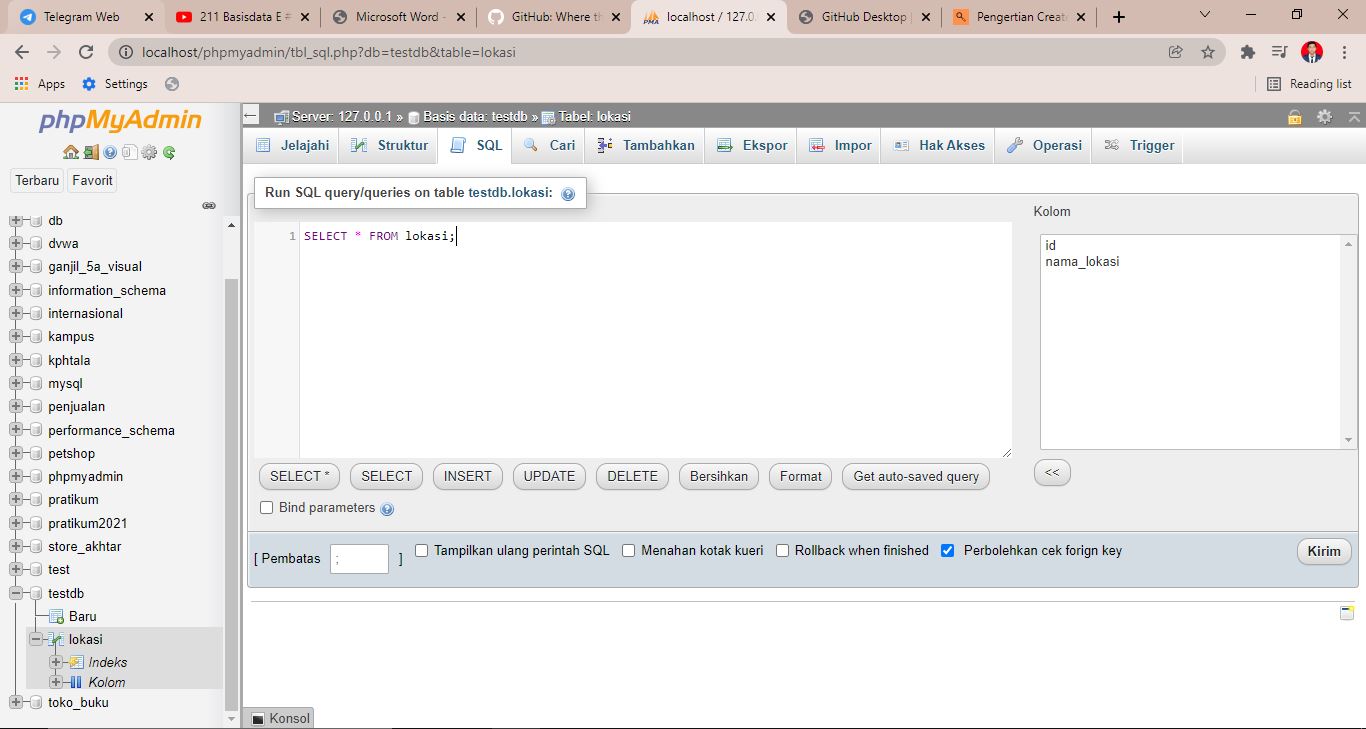 Telegram Web
211 Basisdata E #
Microsoft Word -
GitHub: Where th
localhost / 127.0.
GitHub Desktop
Pengertian Creat
localhost/phpmyadmin/tbl_sql.php?db=testdb&table=lokasi
Apps
Settings
Reading list
phpMyAdmin
Terbaru
Favorit
db
dvwa
ganjil_5a_visual
information_schema
internasional
kampus
kphtala
mysql
penjualan
performance_schema
petshop
phpmyadmin
pratikum
pratikum2021
store_akhtar
test
testdb
Baru
lokasi
Indeks
Kolom
toko_buku
Server: 127.0.0.1 » Basis data: testdb » Tabel: lokasi
Jelajahi
Struktur
SQL
Cari
Tambahkan
Ekspor
Impor
Hak Akses
Operasi
Trigger
Run SQL query/queries on table testdb.lokasi:
1 SELECT * FROM lokasi;
Kolom
id
nama_lokasi
SELECT *
SELECT
INSERT
UPDATE
DELETE
Bersihkan
Format
Get auto-saved query
<<
Bind parameters
[ Pembatas ; ]
Tampilkan ulang perintah SQL
Menahan kotak kueri
Rollback when finished
Perbolehkan cek forign key
Kirim
Konsol